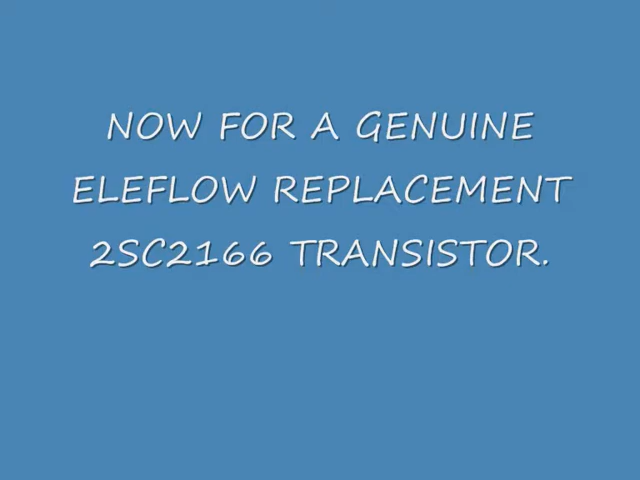 NOW FOR A GENUINE
ELEFLOW REPLACEMENT
2SC2166 TRANSISTOR.